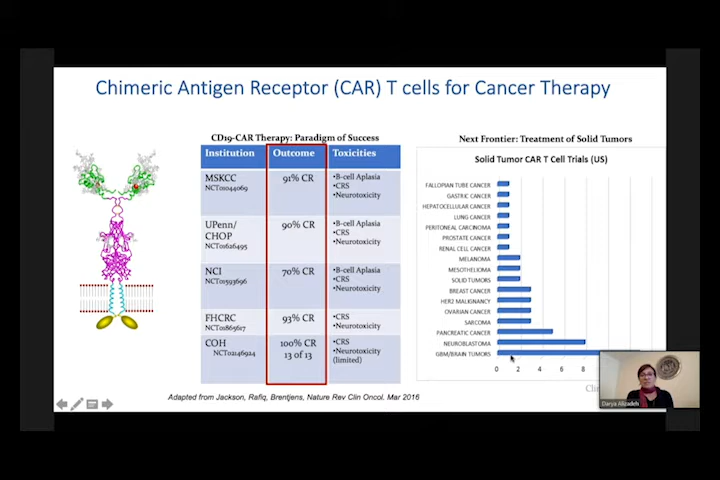 Chimeric Antigen Receptor (CAR) T cells for Cancer Therapy
CD19-CAR Therapy: Paradigm of Success
Institution
Outcome
Toxicities
MSKCC
NCT01044069
91% CR
•B-cell Aplasia
•CRS
•Neurotoxicity
UPenn/
CHOP
NCT01626495
90% CR
•B-cell Aplasia
•CRS
•Neurotoxicity
NCI
NCT01593696
70% CR
•B-cell Aplasia
•CRS
•Neurotoxicity
FHCRC
NCT01865617
93% CR
•CRS
•Neurotoxicity
COH
NCT02146924
100% CR
13 of 13
•CRS
•Neurotoxicity
(limited)
Adapted from Jackson, Rafiq, Brentjens, Nature Rev Clin Oncol. Mar 2016
Next Frontier: Treatment of Solid Tumors
Solid Tumor CAR T Cell Trials (US)
FALLOPIAN TUBE CANCER
GASTRIC CANCER
HEPATOCELLULAR CANCER
LUNG CANCER
PERITONEAL CARCINOMA
PROSTATE CANCER
RENAL CELL CANCER
MELANOMA
MESOTHELIOMA
SOLID TUMORS
BREAST CANCER
HER2 MALIGNANCY
OVARIAN CANCER
SARCOMA
PANCREATIC CANCER
NEUROBLASTOMA
GBM/BRAIN TUMORS
0 2 4 6 8
Darya Alizadeh